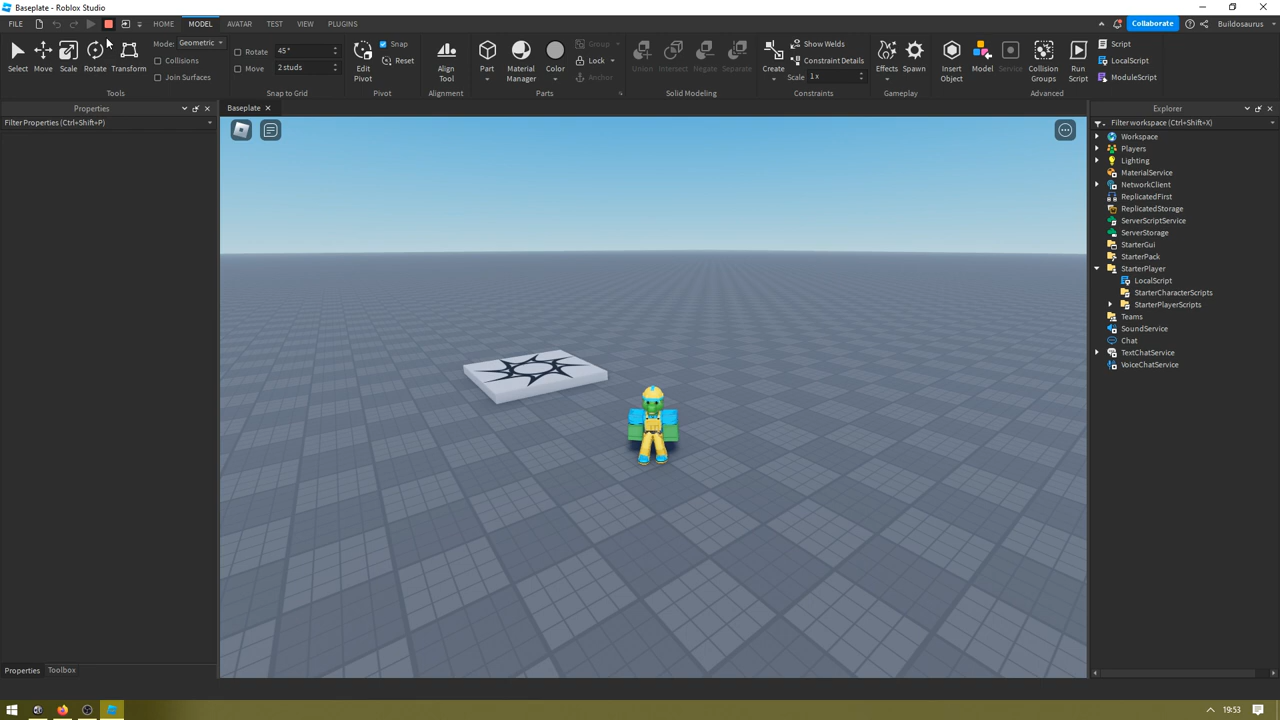 Baseplate - Roblox Studio
FILE HOME MODEL AVATAR TEST VIEW PLUGINS Collaborate Buildosaurus
Select Move Scale Rotate Transform
Mode: Geometric
Collisions
Join Surfaces
Tools
Rotate 45°
Move 2 studs
Snap to Grid
Edit Pivot
Snap
Reset
Pivot
Align Tool
Alignment
Part
Material Manager
Color
Group
Lock
Anchor
Parts
Union Intersect Negate Separate
Solid Modeling
Create
Show Welds
Constraint Details
Scale 1 x
Constraints
Effects Spawn
Gameplay
Insert Object
Model
Service
Collision Groups
Run Script
Script
LocalScript
ModuleScript
Advanced
Properties
Filter Properties (Ctrl+Shift+P)
Baseplate
Explorer
Filter workspace (Ctrl+Shift+X)
Workspace
Players
Lighting
MaterialService
NetworkClient
ReplicatedFirst
ReplicatedStorage
ServerScriptService
ServerStorage
StarterGui
StarterPack
StarterPlayer
LocalScript
StarterCharacterScripts
StarterPlayerScripts
Teams
SoundService
Chat
TextChatService
VoiceChatService
Properties Toolbox
19:53